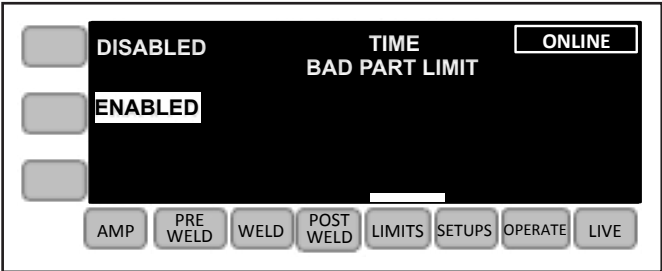 DISABLED
TIME
ONLINE
BAD PART LIMIT
ENABLED
AMP
PRE
WELD
WELD
POST
WELD
LIMITS
SETUPS
OPERATE
LIVE